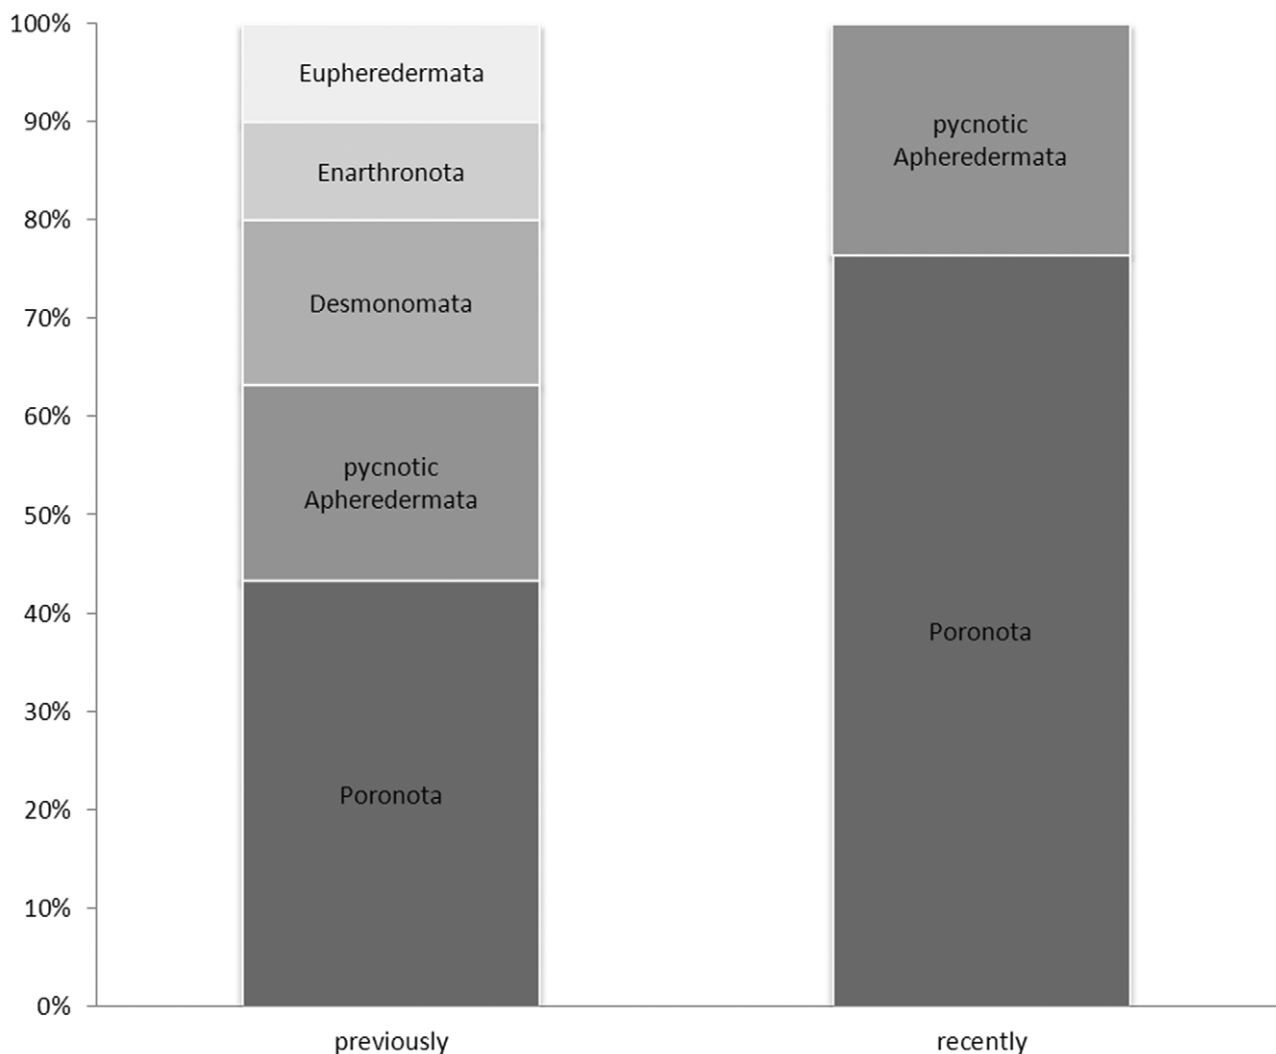 100%
90%
80%
70%
60%
50%
40%
30%
20%
10%
0%
Eupheredermata
Enarthronota
Desmonomata
pycnotic
Apheredermata
Poronota
previously
pycnotic
Apheredermata
Poronota
recently